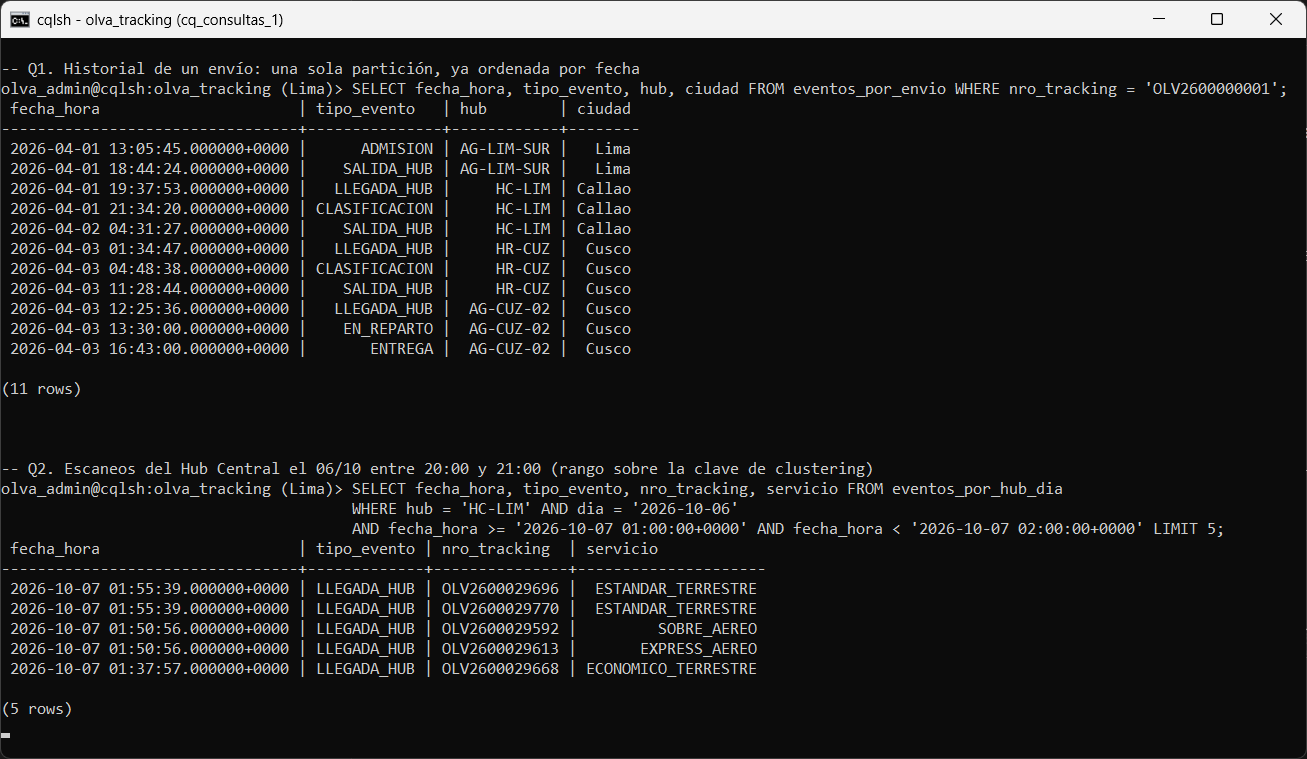 cqlsh - olva_tracking (cq_consultas_1)
-- Q1. Historial de un envío: una sola partición, ya ordenada por fecha
olva_admin@cqlsh:olva_tracking (Lima)> SELECT fecha_hora, tipo_evento, hub, ciudad FROM eventos_por_envio WHERE nro_tracking = 'OLV2600000001';
 fecha_hora                      | tipo_evento   | hub        | ciudad
---------------------------------+---------------+------------+--------
 2026-04-01 13:05:45.000000+0000 |      ADMISION | AG-LIM-SUR |   Lima
 2026-04-01 18:44:24.000000+0000 |    SALIDA_HUB | AG-LIM-SUR |   Lima
 2026-04-01 19:37:53.000000+0000 |   LLEGADA_HUB |     HC-LIM | Callao
 2026-04-01 21:34:20.000000+0000 | CLASIFICACION |     HC-LIM | Callao
 2026-04-02 04:31:27.000000+0000 |    SALIDA_HUB |     HC-LIM | Callao
 2026-04-03 01:34:47.000000+0000 |   LLEGADA_HUB |     HR-CUZ |  Cusco
 2026-04-03 04:48:38.000000+0000 | CLASIFICACION |     HR-CUZ |  Cusco
 2026-04-03 11:28:44.000000+0000 |    SALIDA_HUB |     HR-CUZ |  Cusco
 2026-04-03 12:25:36.000000+0000 |   LLEGADA_HUB |  AG-CUZ-02 |  Cusco
 2026-04-03 13:30:00.000000+0000 |    EN_REPARTO |  AG-CUZ-02 |  Cusco
 2026-04-03 16:43:00.000000+0000 |       ENTREGA |  AG-CUZ-02 |  Cusco
(11 rows)
-- Q2. Escaneos del Hub Central el 06/10 entre 20:00 y 21:00 (rango sobre la clave de clustering)
olva_admin@cqlsh:olva_tracking (Lima)> SELECT fecha_hora, tipo_evento, nro_tracking, servicio FROM eventos_por_hub_dia
WHERE hub = 'HC-LIM' AND dia = '2026-10-06'
AND fecha_hora >= '2026-10-07 01:00:00+0000' AND fecha_hora < '2026-10-07 02:00:00+0000' LIMIT 5;
 fecha_hora                      | tipo_evento | nro_tracking  | servicio
---------------------------------+-------------+---------------+---------------------
 2026-10-07 01:55:39.000000+0000 | LLEGADA_HUB | OLV2600029696 |  ESTANDAR_TERRESTRE
 2026-10-07 01:55:39.000000+0000 | LLEGADA_HUB | OLV2600029770 |  ESTANDAR_TERRESTRE
 2026-10-07 01:50:56.000000+0000 | LLEGADA_HUB | OLV2600029592 |         SOBRE_AEREO
 2026-10-07 01:50:56.000000+0000 | LLEGADA_HUB | OLV2600029613 |       EXPRESS_AEREO
 2026-10-07 01:37:57.000000+0000 | LLEGADA_HUB | OLV2600029668 | ECONOMICO_TERRESTRE
(5 rows)